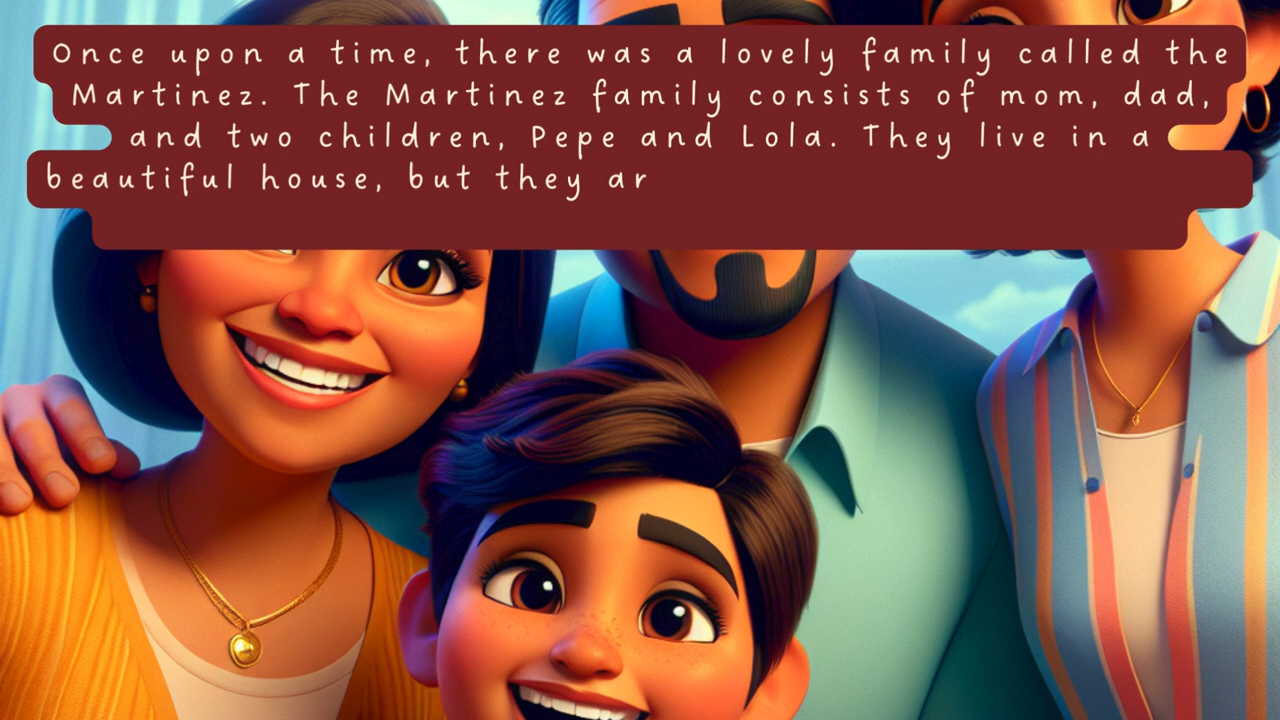 Once upon a time, there was a lovely family called the
Martinez. The Martinez family consists of mom, dad,
and two children, Pepe and Lola. They live in a
beautiful house, but they ar